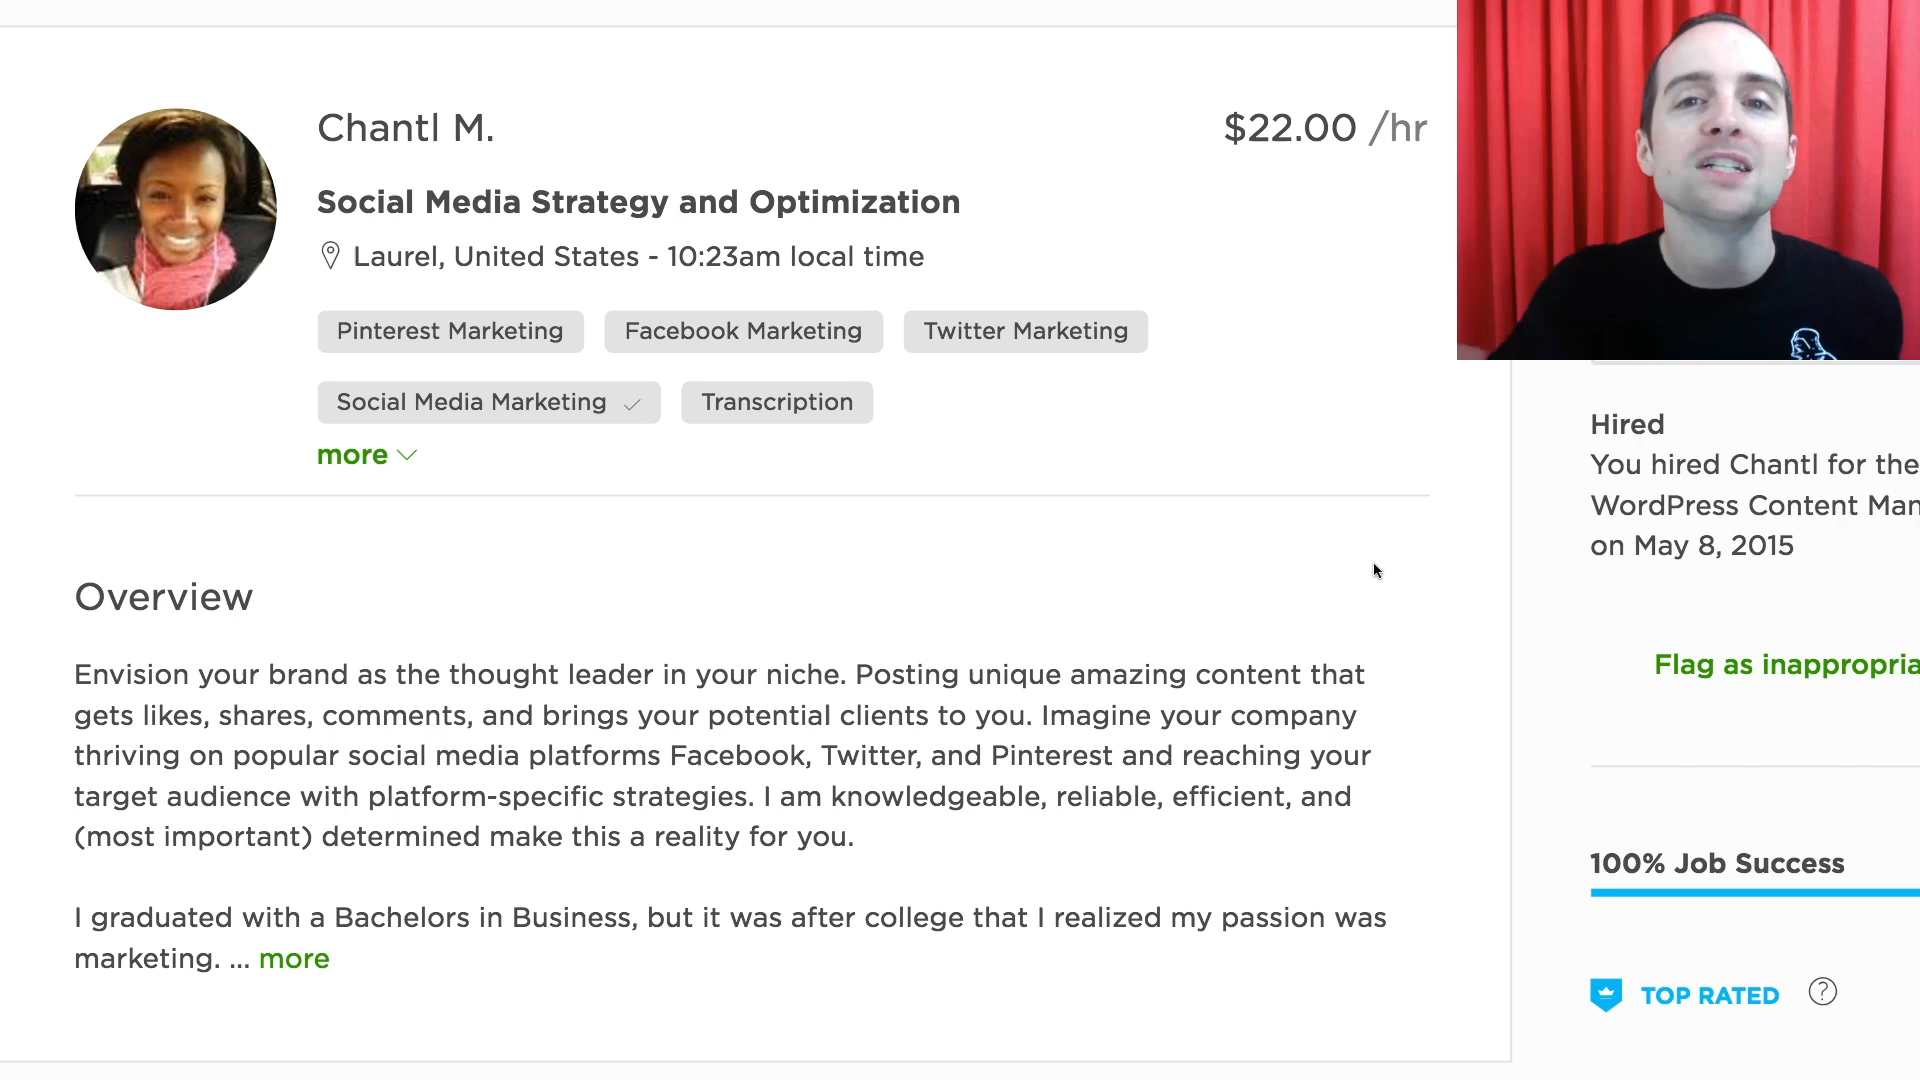 Chantl M.
$22.00 /hr
Social Media Strategy and Optimization
Laurel, United States - 10:23am local time
Pinterest Marketing
Facebook Marketing
Twitter Marketing
Social Media Marketing
Transcription
more
Overview
Envision your brand as the thought leader in your niche. Posting unique amazing content that
gets likes, shares, comments, and brings your potential clients to you. Imagine your company
thriving on popular social media platforms Facebook, Twitter, and Pinterest and reaching your
target audience with platform-specific strategies. I am knowledgeable, reliable, efficient, and
(most important) determined make this a reality for you.
I graduated with a Bachelors in Business, but it was after college that I realized my passion was
marketing. ... more
Hired
You hired Chantl for the
WordPress Content Man
on May 8, 2015
Flag as inappropria
100% Job Success
TOP RATED ?